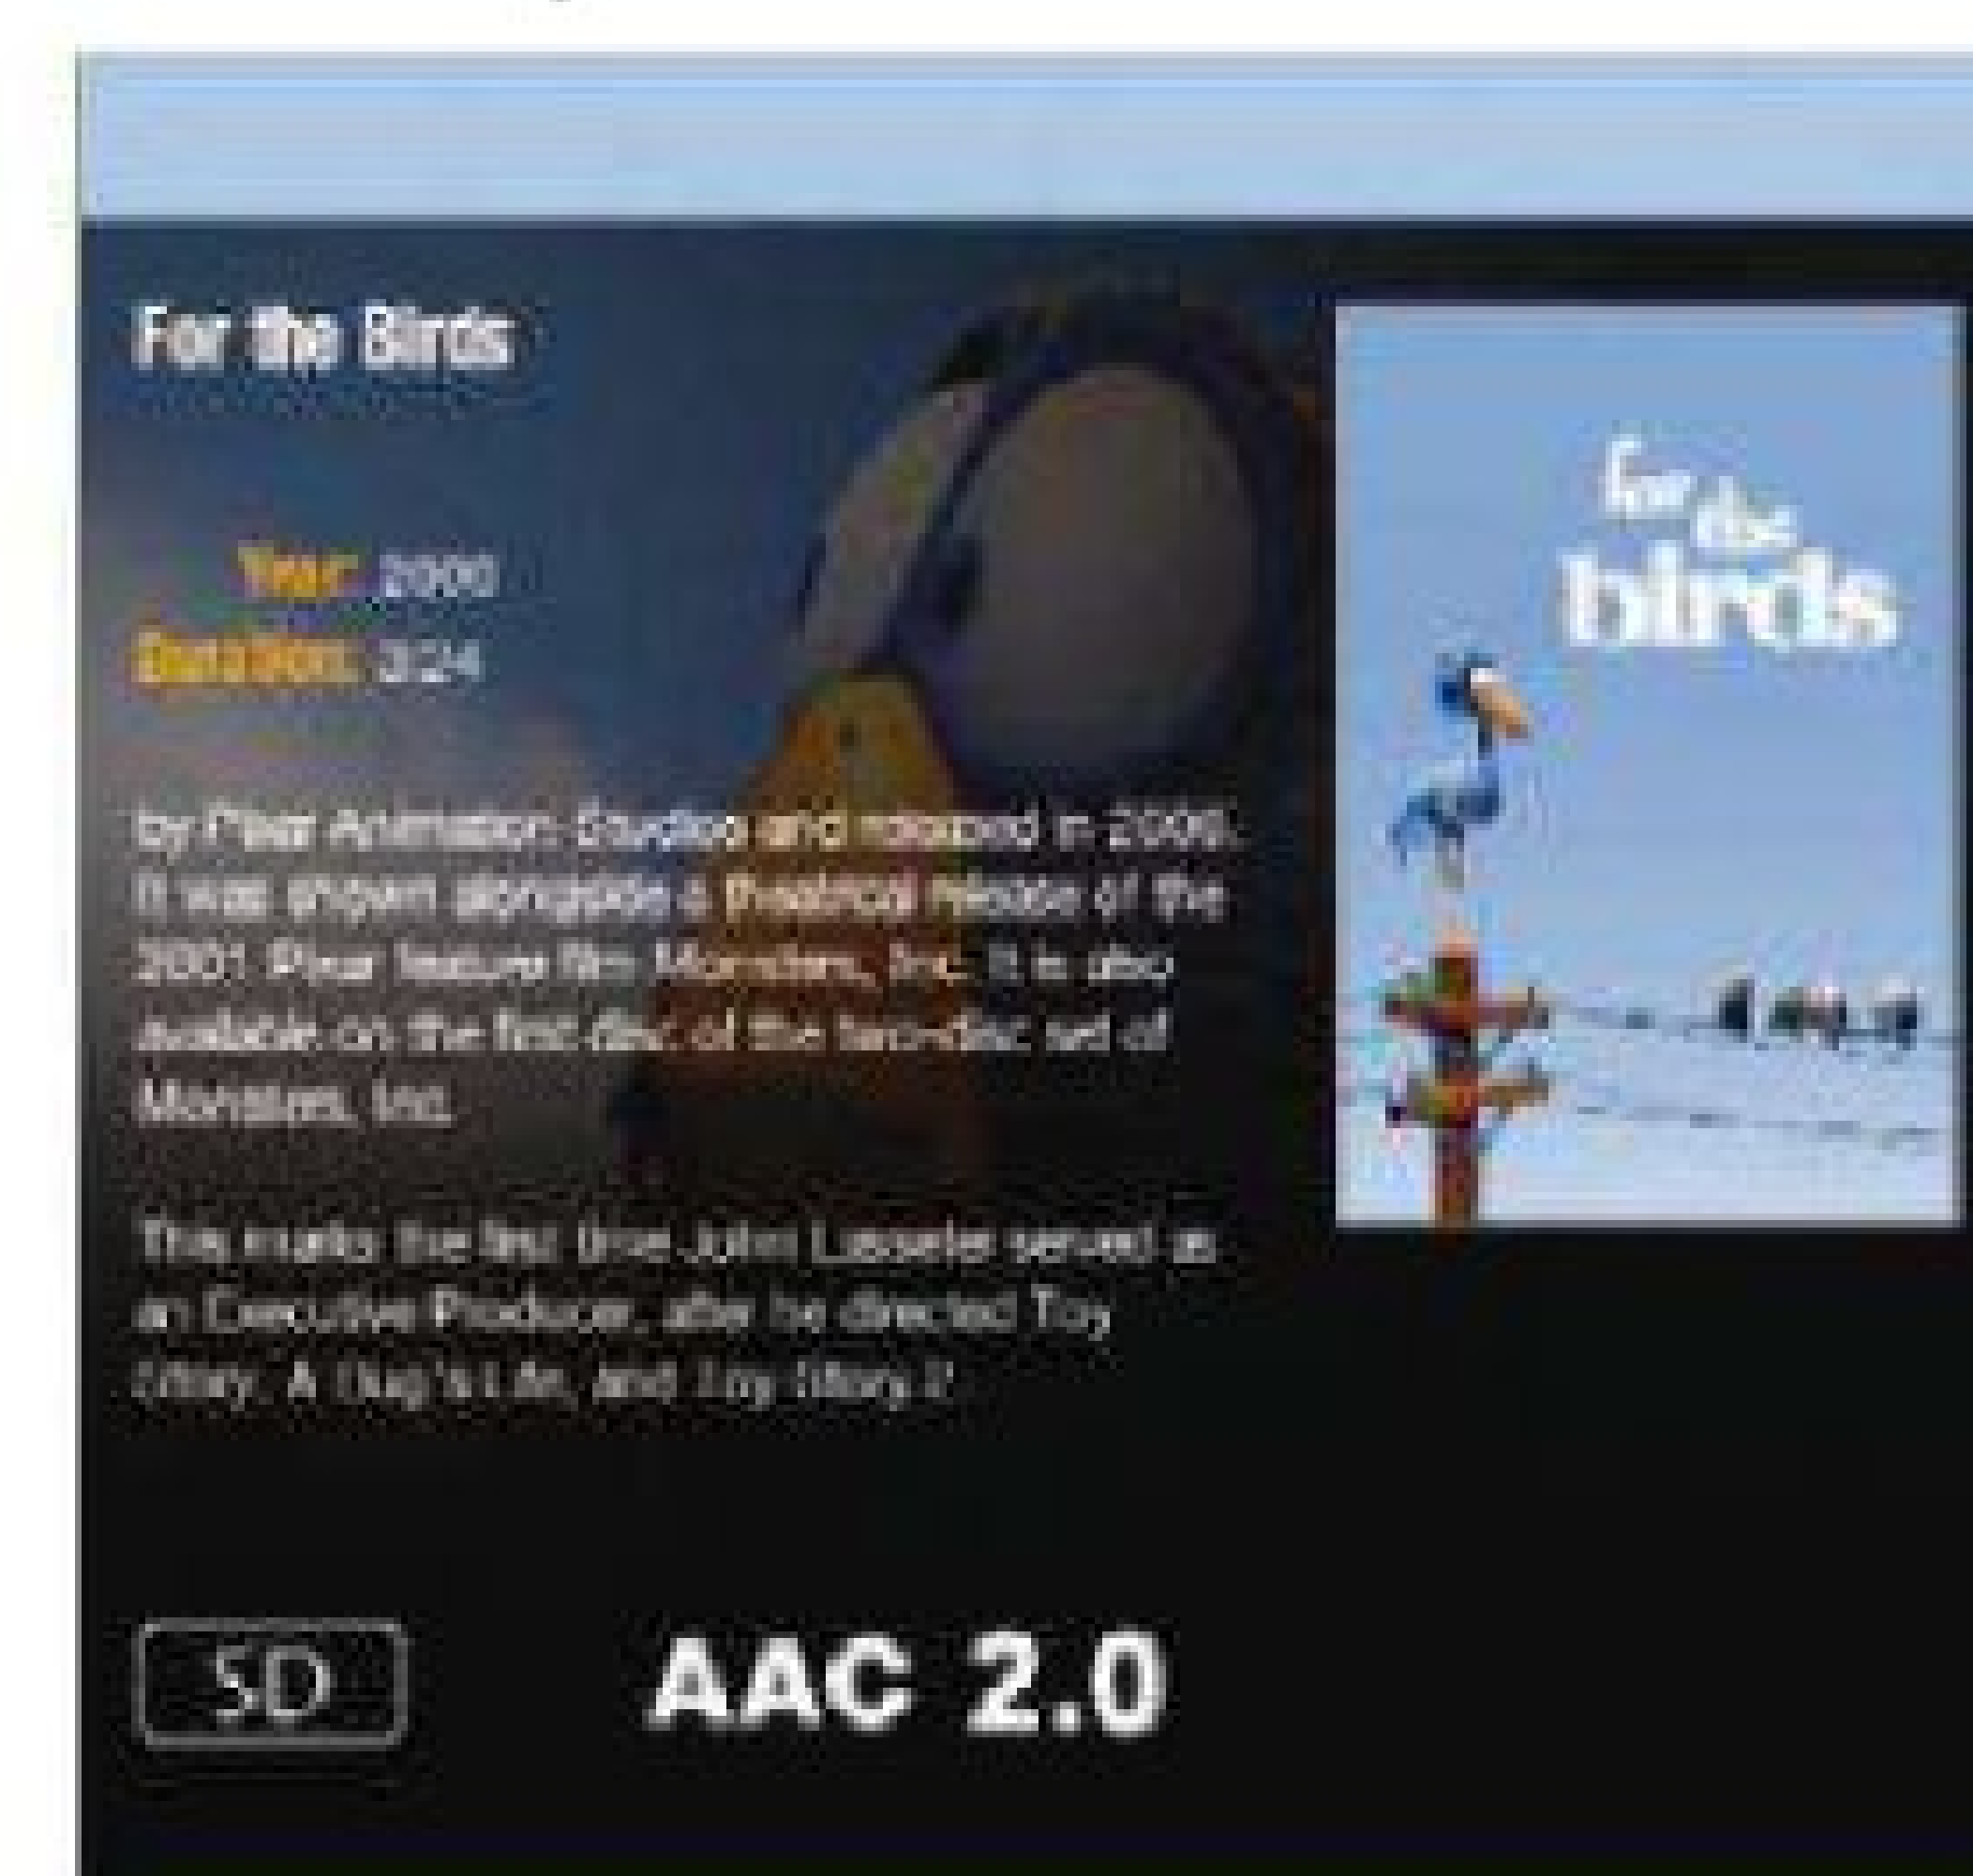 For the Birds
Year: 2000
Duration: 3:24
by Pixar Animation Studios and released in 2000.
It was shown alongside a theatrical release of the
2001 Pixar feature film Monsters, Inc. It is also
available on the first disc of the two-disc set of
Monsters, Inc.
This marks the first time John Lasseter served as
an Executive Producer, after he directed Toy
Story, A Bug's Life, and Toy Story 2
SD
AAC 2.0
For
the
birds